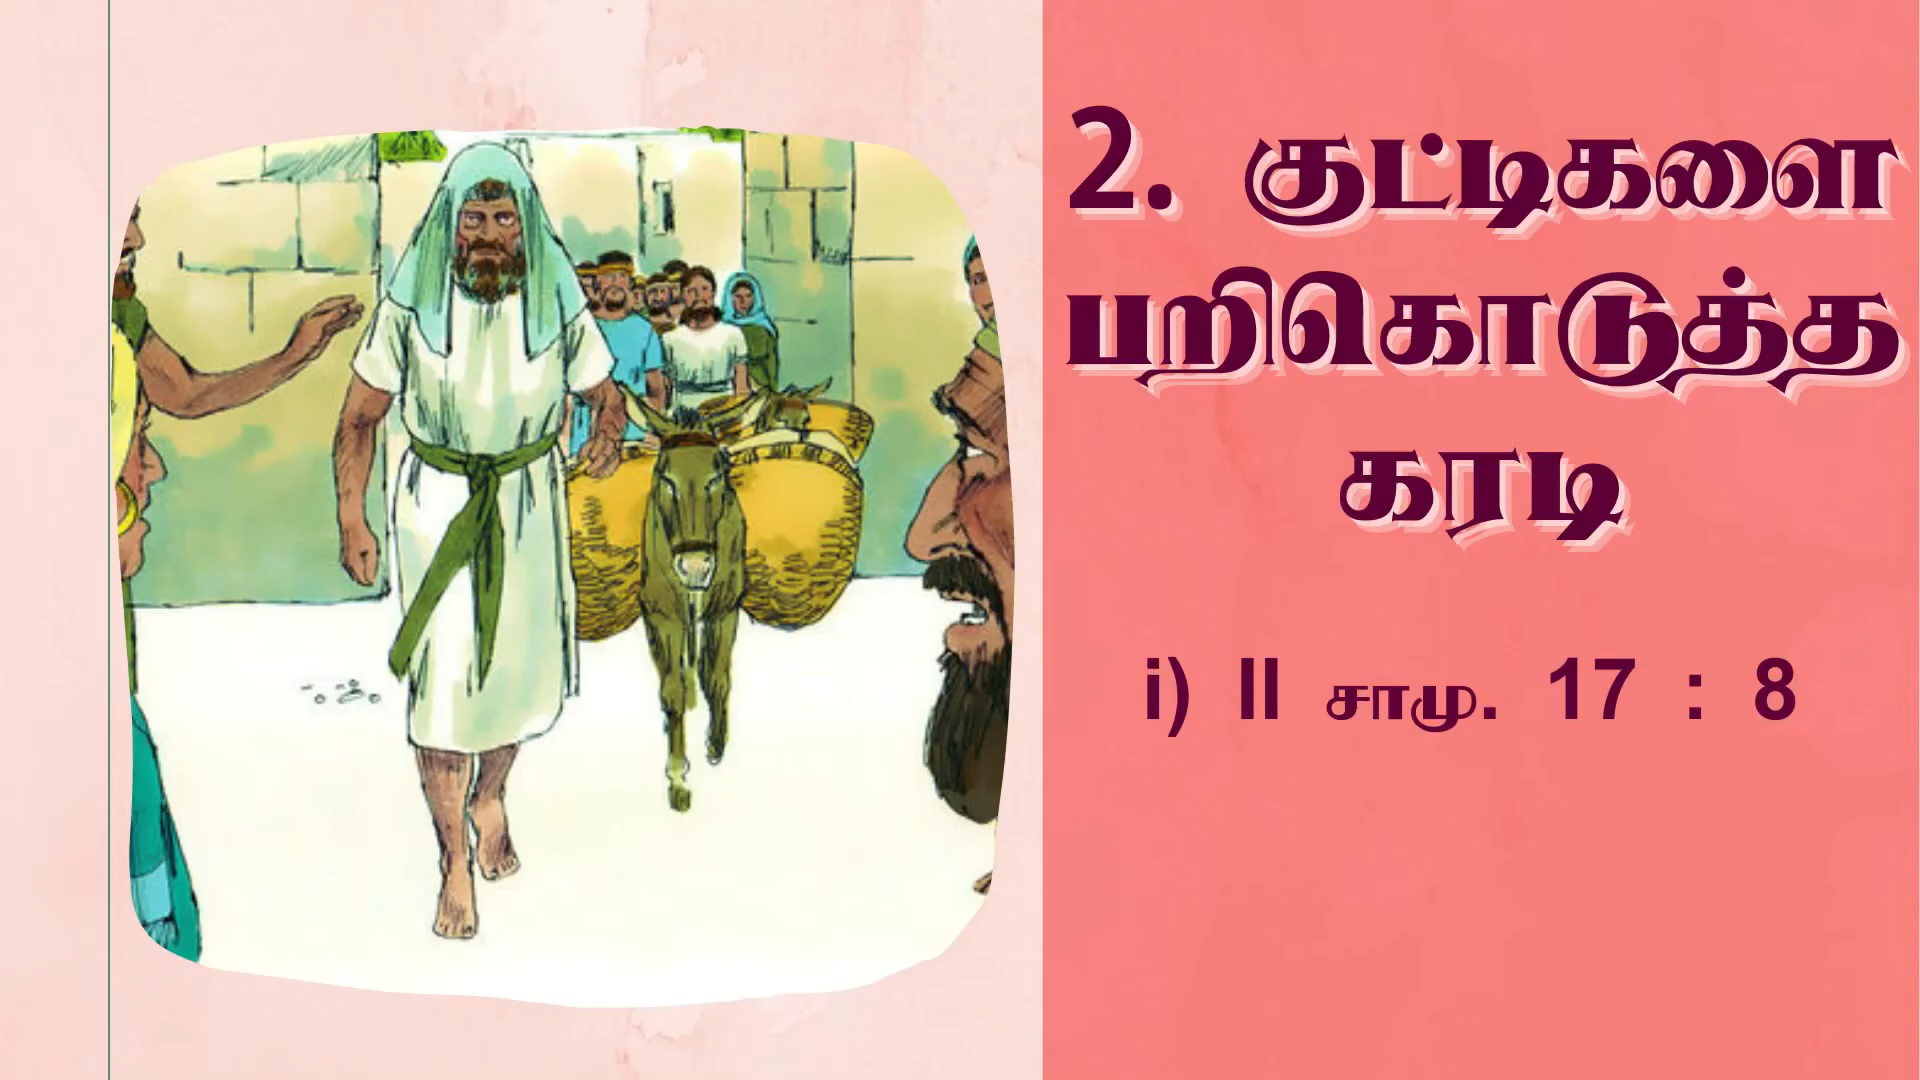 2. குட்டிகளை
பறிகொடுத்த
கரடி
i) II சாமு. 17 : 8